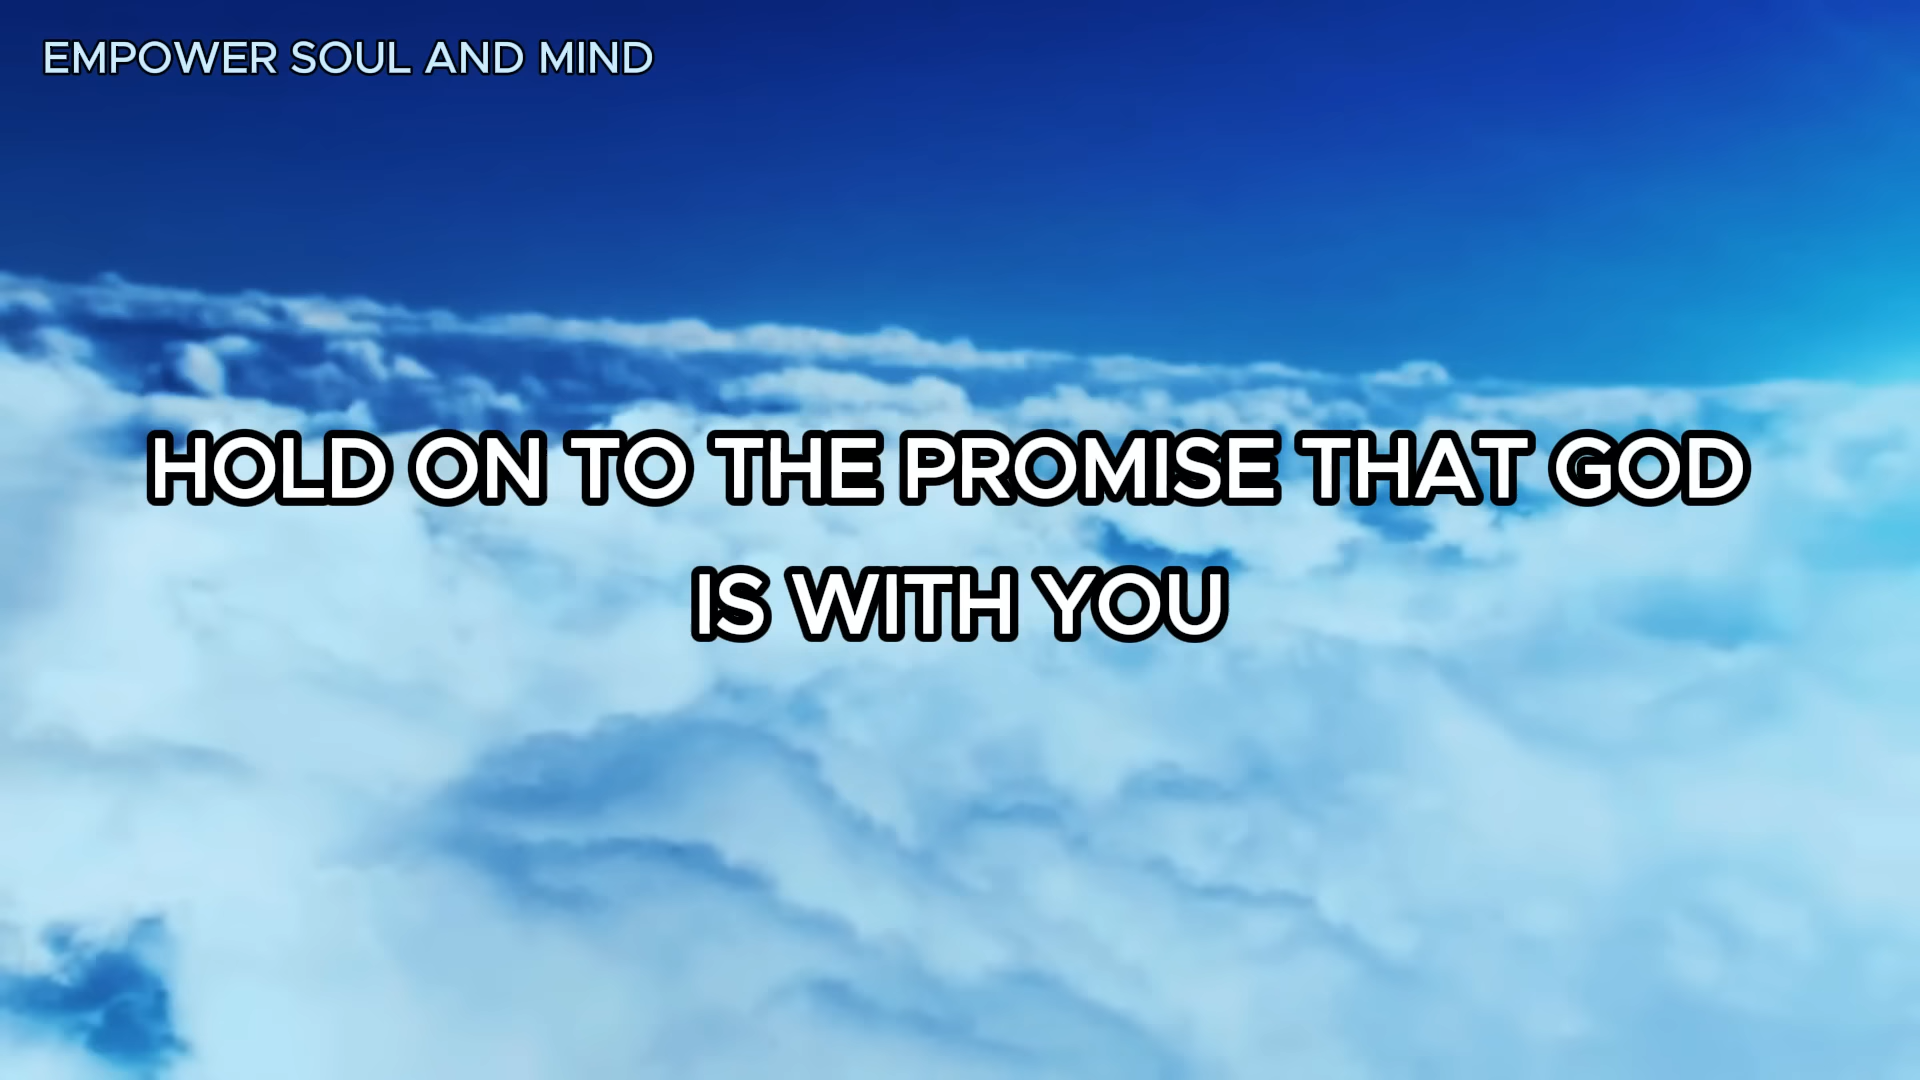 EMPOWER SOUL AND MIND
HOLD ON TO THE PROMISE THAT GOD
IS WITH YOU